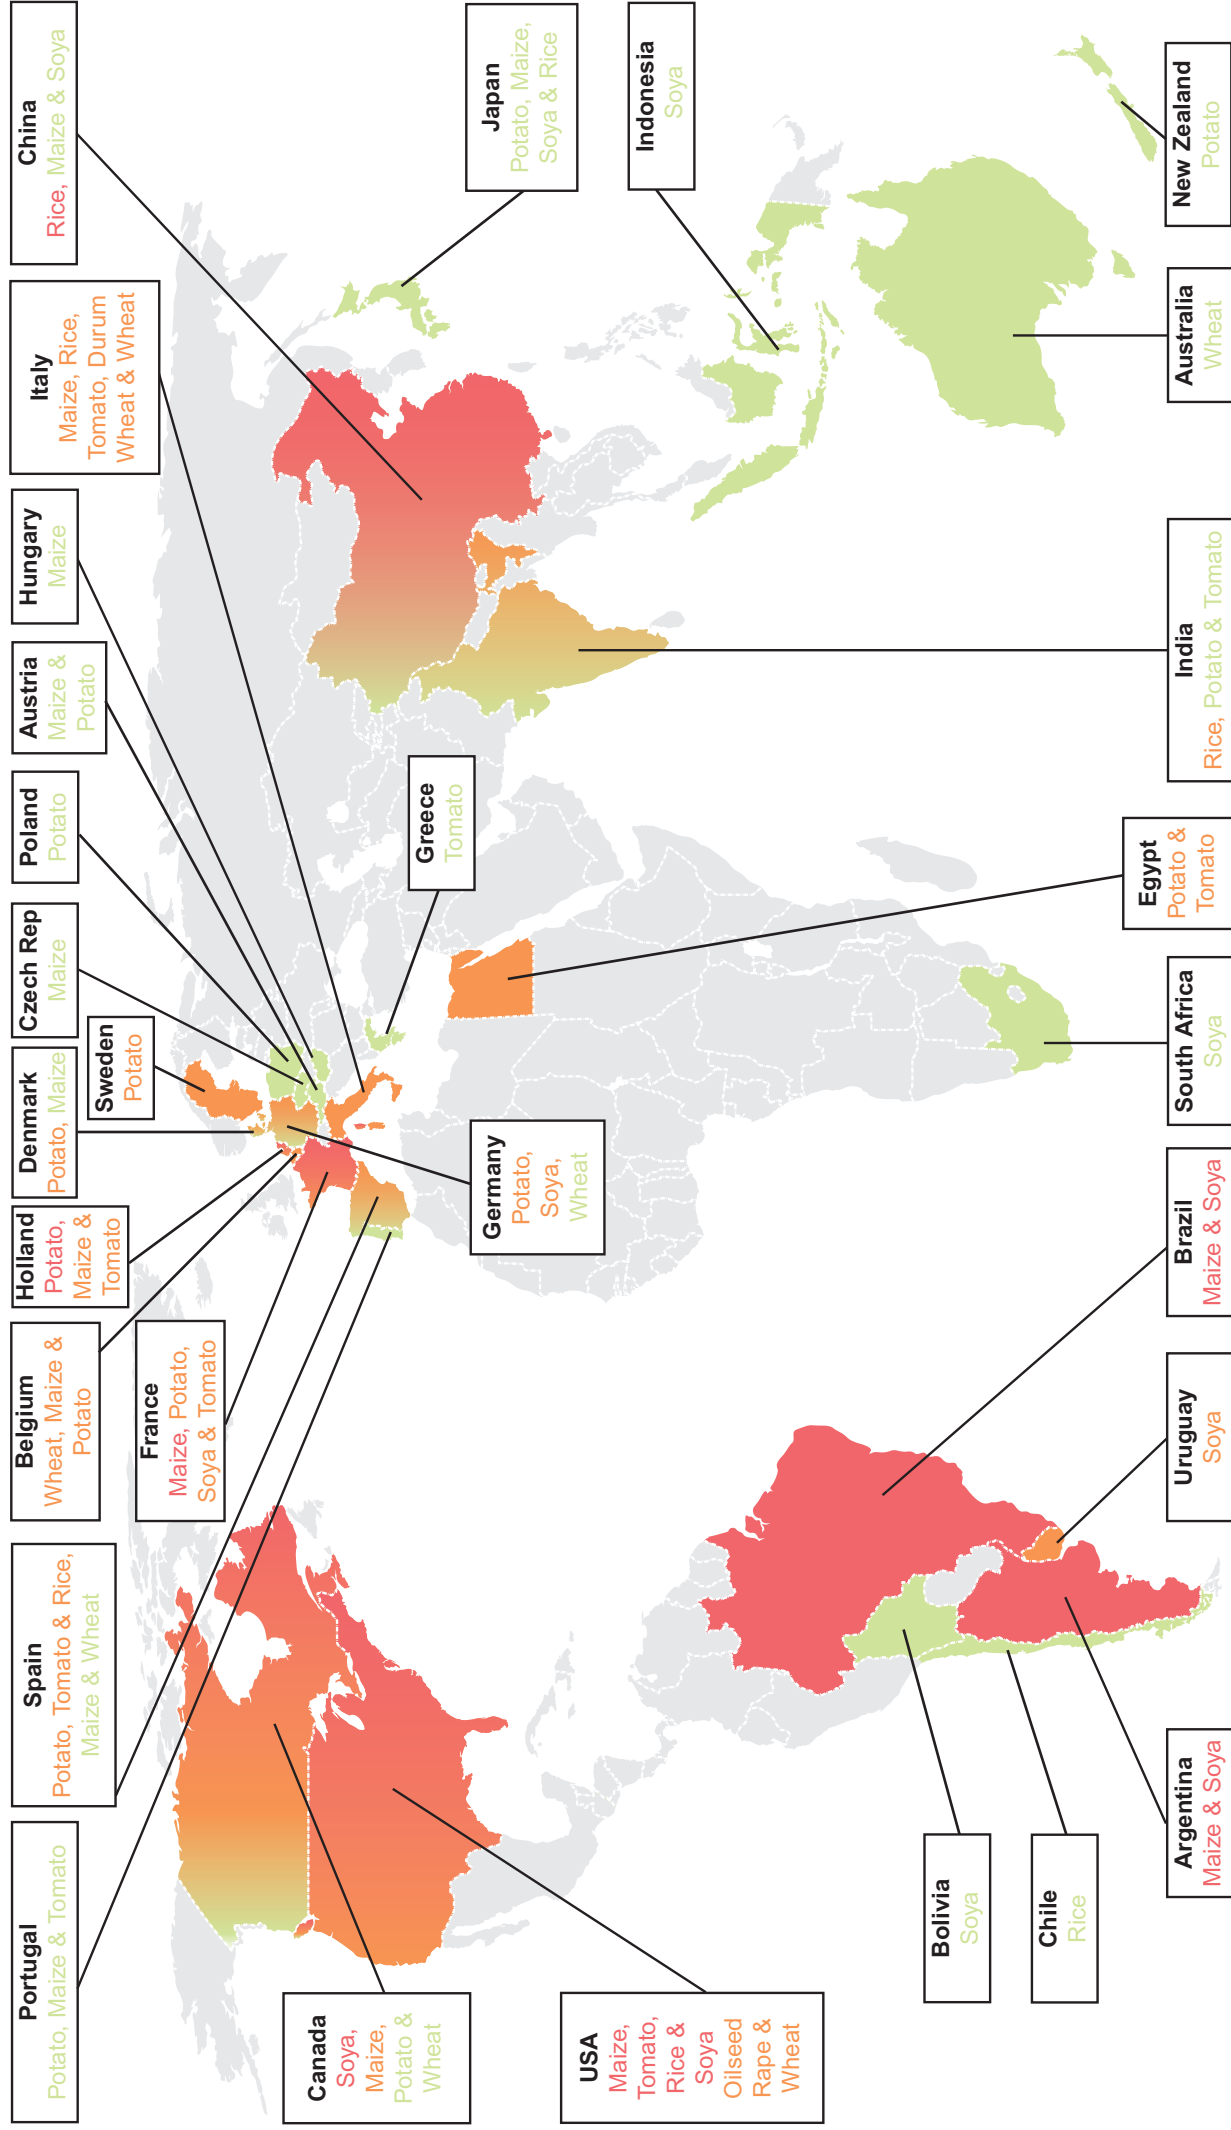 Portugal
Potato, Maize & Tomato
Spain
Potato, Tomato & Rice,
Maize & Wheat
Belgium
Wheat, Maize &
Potato
Holland
Potato,
Maize &
Tomato
Denmark
Potato, Maize
Czech Rep
Maize
Poland
Potato
Austria
Maize &
Potato
Hungary
Maize
Italy
Maize, Rice,
Tomato, Durum
Wheat & Wheat
China
Rice, Maize & Soya
Sweden
Potato
France
Maize, Potato,
Soya & Tomato
Canada
Soya,
Maize,
Potato &
Wheat
Germany
Potato,
Soya,
Wheat
Greece
Tomato
Japan
Potato, Maize,
Soya & Rice
USA
Maize,
Tomato,
Rice &
Soya
Oilseed
Rape &
Wheat
Indonesia
Soya
Bolivia
Soya
Chile
Rice
Egypt
Potato &
Tomato
Argentina
Maize & Soya
Uruguay
Soya
Brazil
Maize & Soya
South Africa
Soya
India
Rice, Potato & Tomato
Australia
Wheat
New Zealand
Potato